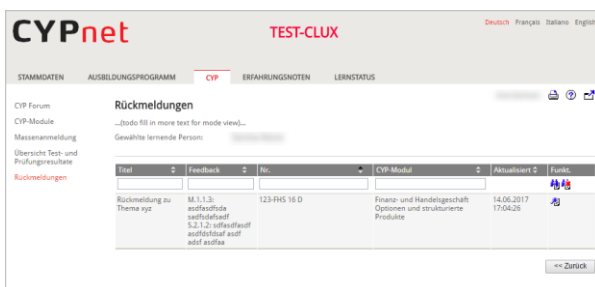 CYPnet
TEST-CLUX
Deutsch Français Italiano English
STAMMDATEN AUSBILDUNGSPROGRAMM CYP ERFAHRUNGSNOTEN LERNSTATUS
CYP Forum
CYP-Module
Massenanmeldung
Übersicht Test- und
Prüfungsresultate
Rückmeldungen
Rückmeldungen
...(todo fill in more text for mode view)...
Gewählte lernende Person:
Titel Feedback Nr. CYP-Modul Aktualisiert Funkt.
Rückmeldung zu
Thema xyz
M.1.1.3:
asdfasdfsda
sadfsdafsadf
5.2.1.2: sdfasdfasdf
asdfdsfdsaf asdf
adsf asdfaa
123-FHS 16 D
Finanz- und Handelsgeschäft
Optionen und strukturierte
Produkte
14.06.2017
17:04:26
<< Zurück